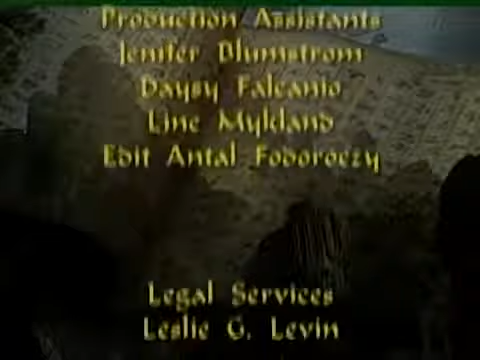 Production Assistants
Jenifer Blumstrom
Daysy Falcanio
Line Mykland
Edit Antal Fodoroczy
Legal Services
Leslie G. Levin